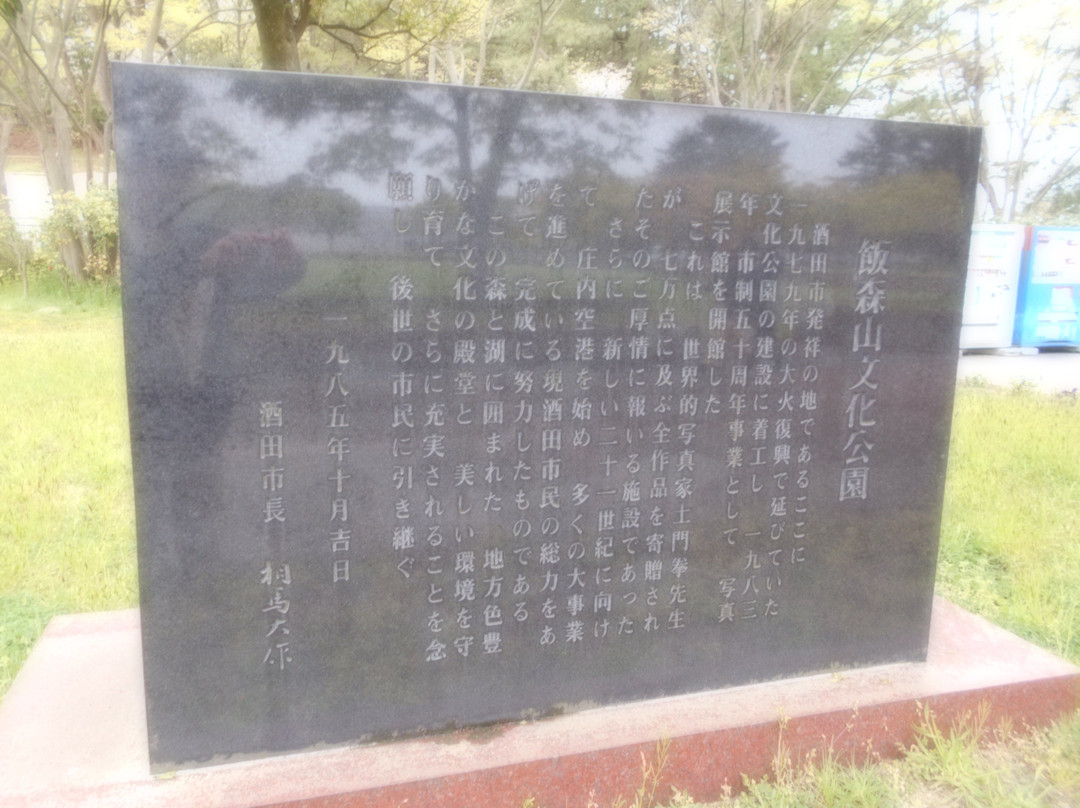 飯森山文化公園
酒田市発祥の地であるここに
一九七九年の大火復興で延びていた
文化公園の建設に着工し 一九八三
年 市制五十周年事業として 写真
展示館を開館した
これは 世界的写真家土門拳先生
が 七万点に及ぶ全作品を寄贈され
たそのご厚情に報いる施設であった
さらに 新しい二十一世紀に向け
て 庄内空港を始め 多くの大事業
を進めている現酒田市民の総力をあ
げて 完成に努力したものである
この森と湖に囲まれた 地方色豊
かな文化の殿堂と 美しい環境を守
り育て さらに充実されることを念
願し 後世の市民に引き継ぐ
一九八五年十月吉日
酒田市長 相馬大作